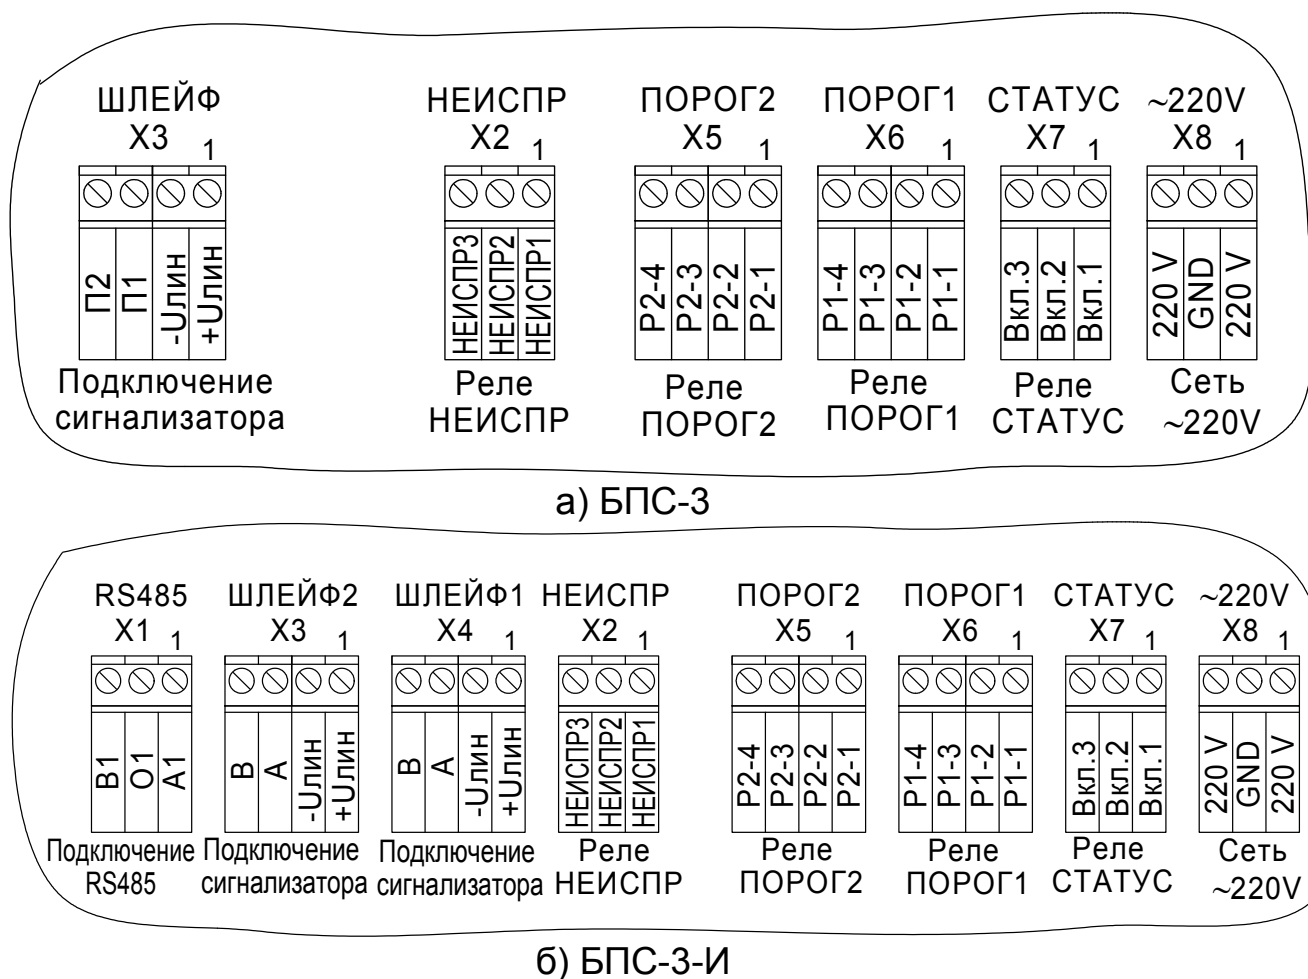 ШЛЕЙФ НЕИСПР ПОРОГ2 ПОРОГ1 СТАТУС ~220V
X3 1 X2 1 X5 1 X6 1 X7 1 X8 1
П2 П1 -Uлин +Uлин НЕИСПР3 НЕИСПР2 НЕИСПР1 P2-4 P2-3 P2-2 P2-1 P1-4 P1-3 P1-2 P1-1 Вкл.3 Вкл.2 Вкл.1 220 V GND 220 V
Подключение Реле Реле Реле Реле Сеть
сигнализатора НЕИСПР ПОРОГ2 ПОРОГ1 СТАТУС ~220V
а) БПС-3
RS485 ШЛЕЙФ2 ШЛЕЙФ1 НЕИСПР ПОРОГ2 ПОРОГ1 СТАТУС ~220V
X1 1 X3 1 X4 1 X2 1 X5 1 X6 1 X7 1 X8 1
B1 O1 A1 B A -Uлин +Uлин B A -Uлин +Uлин НЕИСПР3 НЕИСПР2 НЕИСПР1 P2-4 P2-3 P2-2 P2-1 P1-4 P1-3 P1-2 P1-1 Вкл.3 Вкл.2 Вкл.1 220 V GND 220 V
Подключение Подключение Подключение Реле Реле Реле Реле Сеть
RS485 сигнализатора сигнализатора НЕИСПР ПОРОГ2 ПОРОГ1 СТАТУС ~220V
б) БПС-3-И